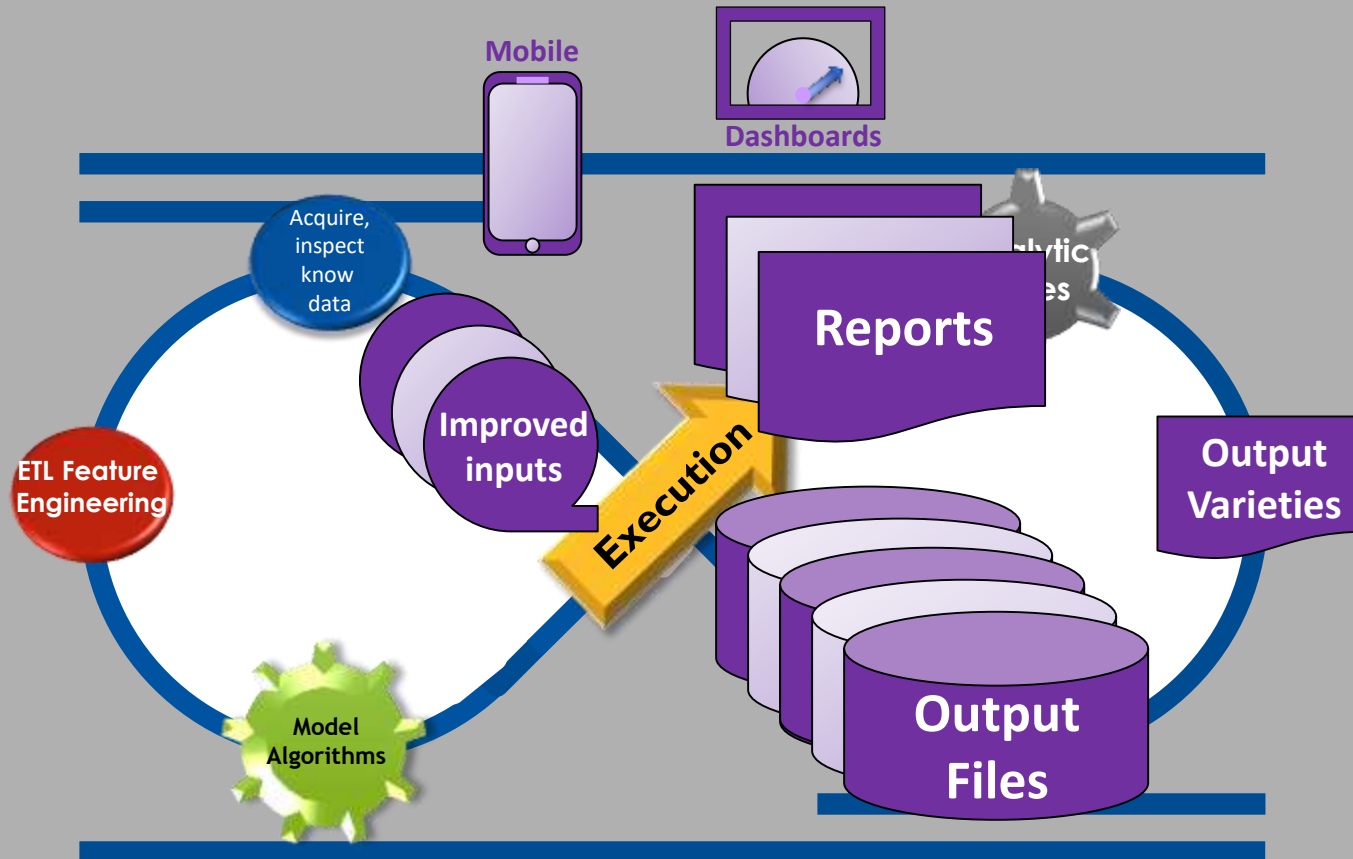 Mobile
Dashboards
Acquire,
inspect
know
data
Reports
Improved
inputs
Execution
ETL Feature
Engineering
Output
Varieties
Model
Algorithms
Output
Files